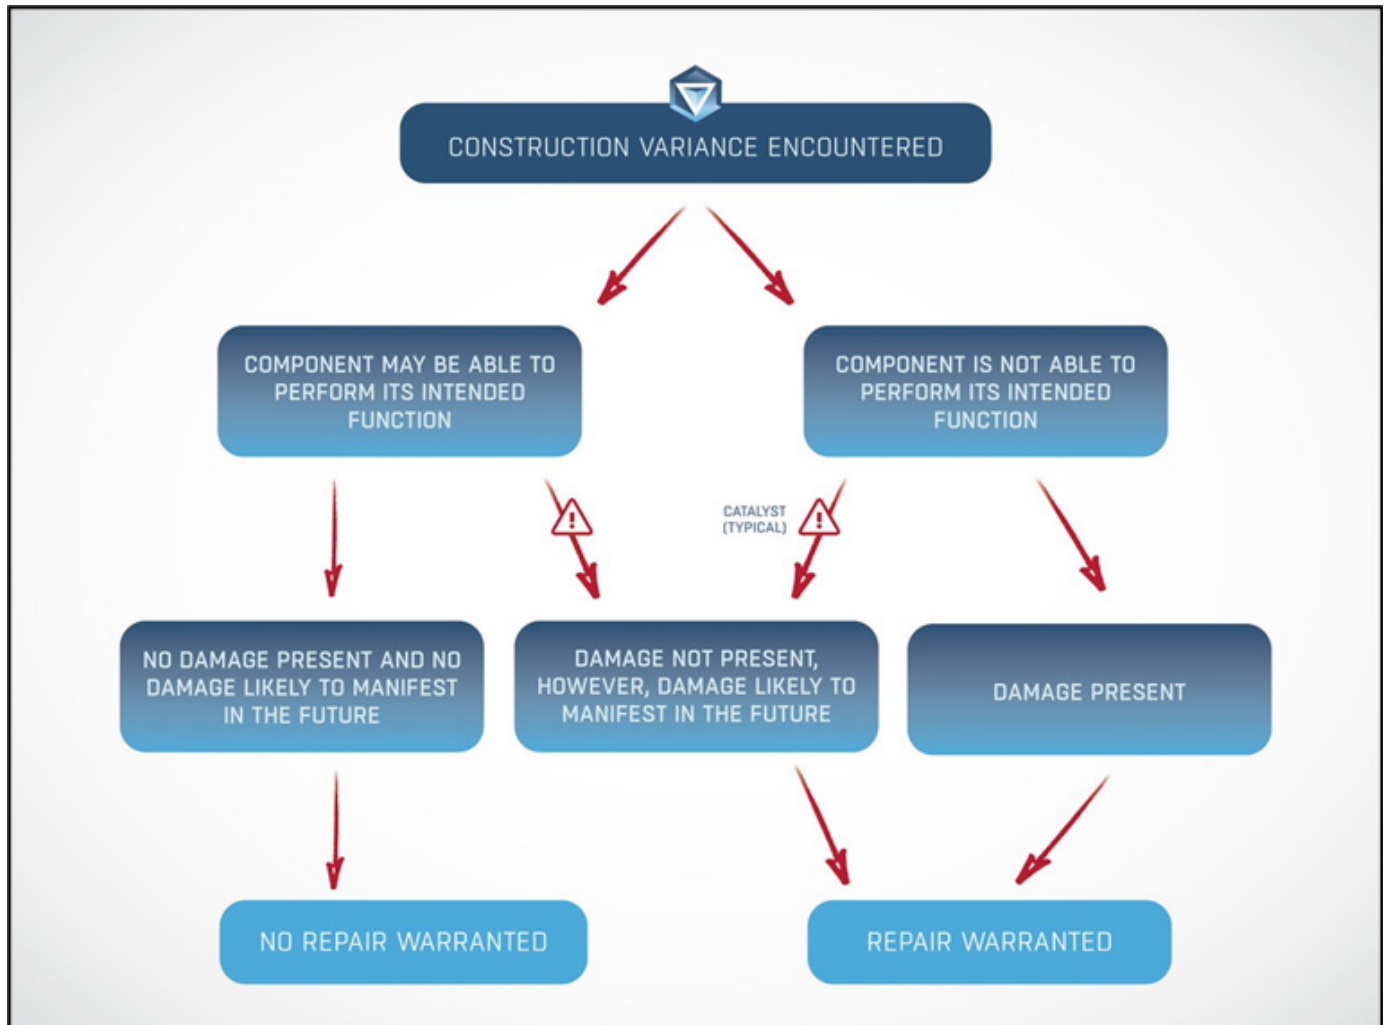 CONSTRUCTION VARIANCE ENCOUNTERED
COMPONENT MAY BE ABLE TO
PERFORM ITS INTENDED
FUNCTION
COMPONENT IS NOT ABLE TO
PERFORM ITS INTENDED
FUNCTION
CATALYST
(TYPICAL)
NO DAMAGE PRESENT AND NO
DAMAGE LIKELY TO MANIFEST
IN THE FUTURE
DAMAGE NOT PRESENT,
HOWEVER, DAMAGE LIKELY TO
MANIFEST IN THE FUTURE
DAMAGE PRESENT
NO REPAIR WARRANTED
REPAIR WARRANTED